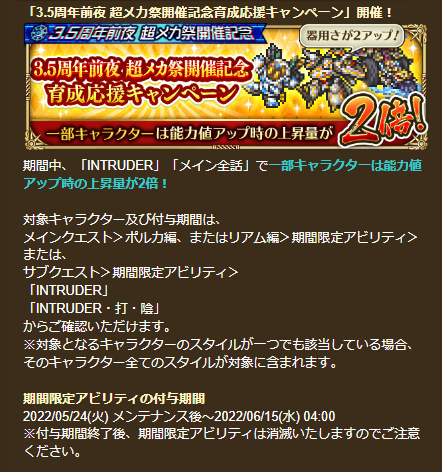 「3.5周年前夜 超メカ祭開催記念育成応援キャンペーン」開催！
3.5周年前夜 超メカ祭開催記念
器用さが2アップ！
3.5周年前夜 超メカ祭開催記念
育成応援キャンペーン
一部キャラクターは能力値アップ時の上昇量が2倍！
期間中、「INTRUDER」「メイン全話」で一部キャラクターは能力値
アップ時の上昇量が2倍！
対象キャラクター及び付与期間は、
メインクエスト＞ポルカ編、またはリアム編＞期間限定アビリティ＞
または、
サブクエスト＞期間限定アビリティ＞
「INTRUDER」
「INTRUDER・打・陰」
からご確認いただけます。
※対象となるキャラクターのスタイルが一つでも該当している場合、
そのキャラクター全てのスタイルが対象に含まれます。
期間限定アビリティの付与期間
2022/05/24(火) メンテナンス後～2022/06/15(水) 04:00
※付与期間終了後、期間限定アビリティは消滅いたしますのでご注意
ください。